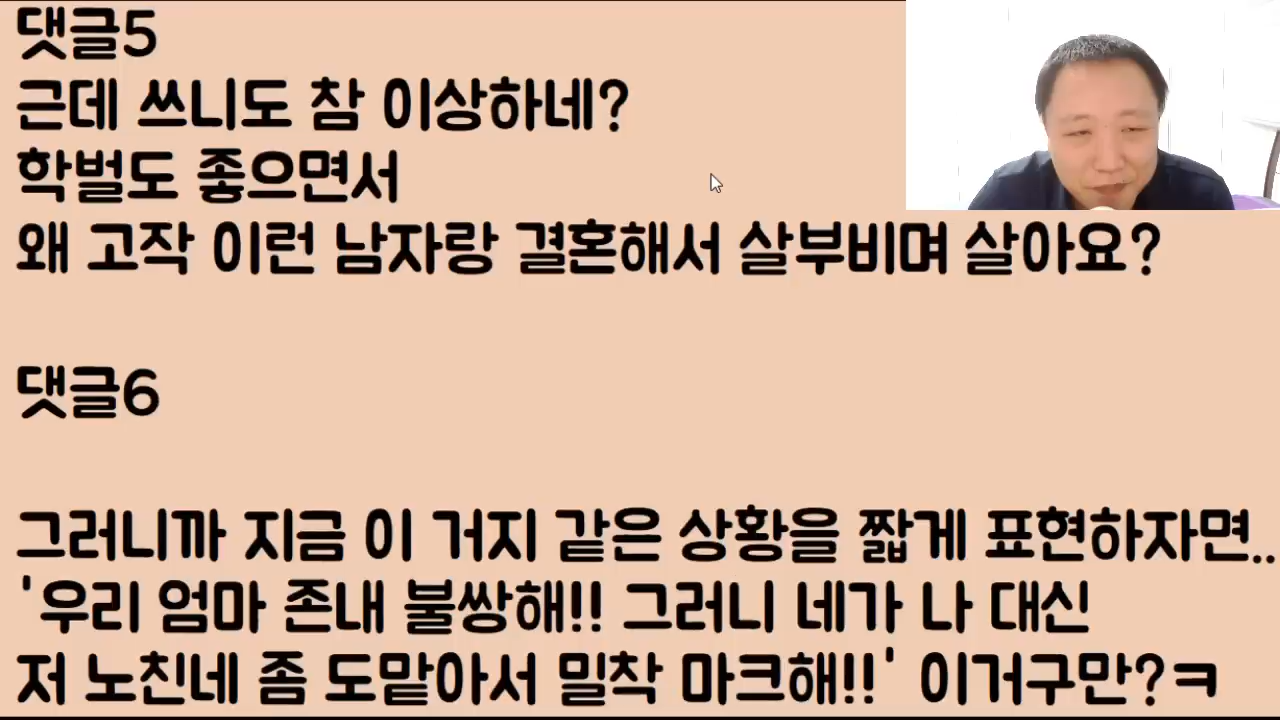 댓글5
근데 쓰니도 참 이상하네?
학벌도 좋으면서
왜 고작 이런 남자랑 결혼해서 살부비며 살아요?
댓글6
그러니까 지금 이 거지 같은 상황을 짧게 표현하자면..
'우리 엄마 존내 불쌍해!! 그러니 네가 나 대신
저 노친네 좀 도맡아서 밀착 마크해!!' 이거구만?ㅋ